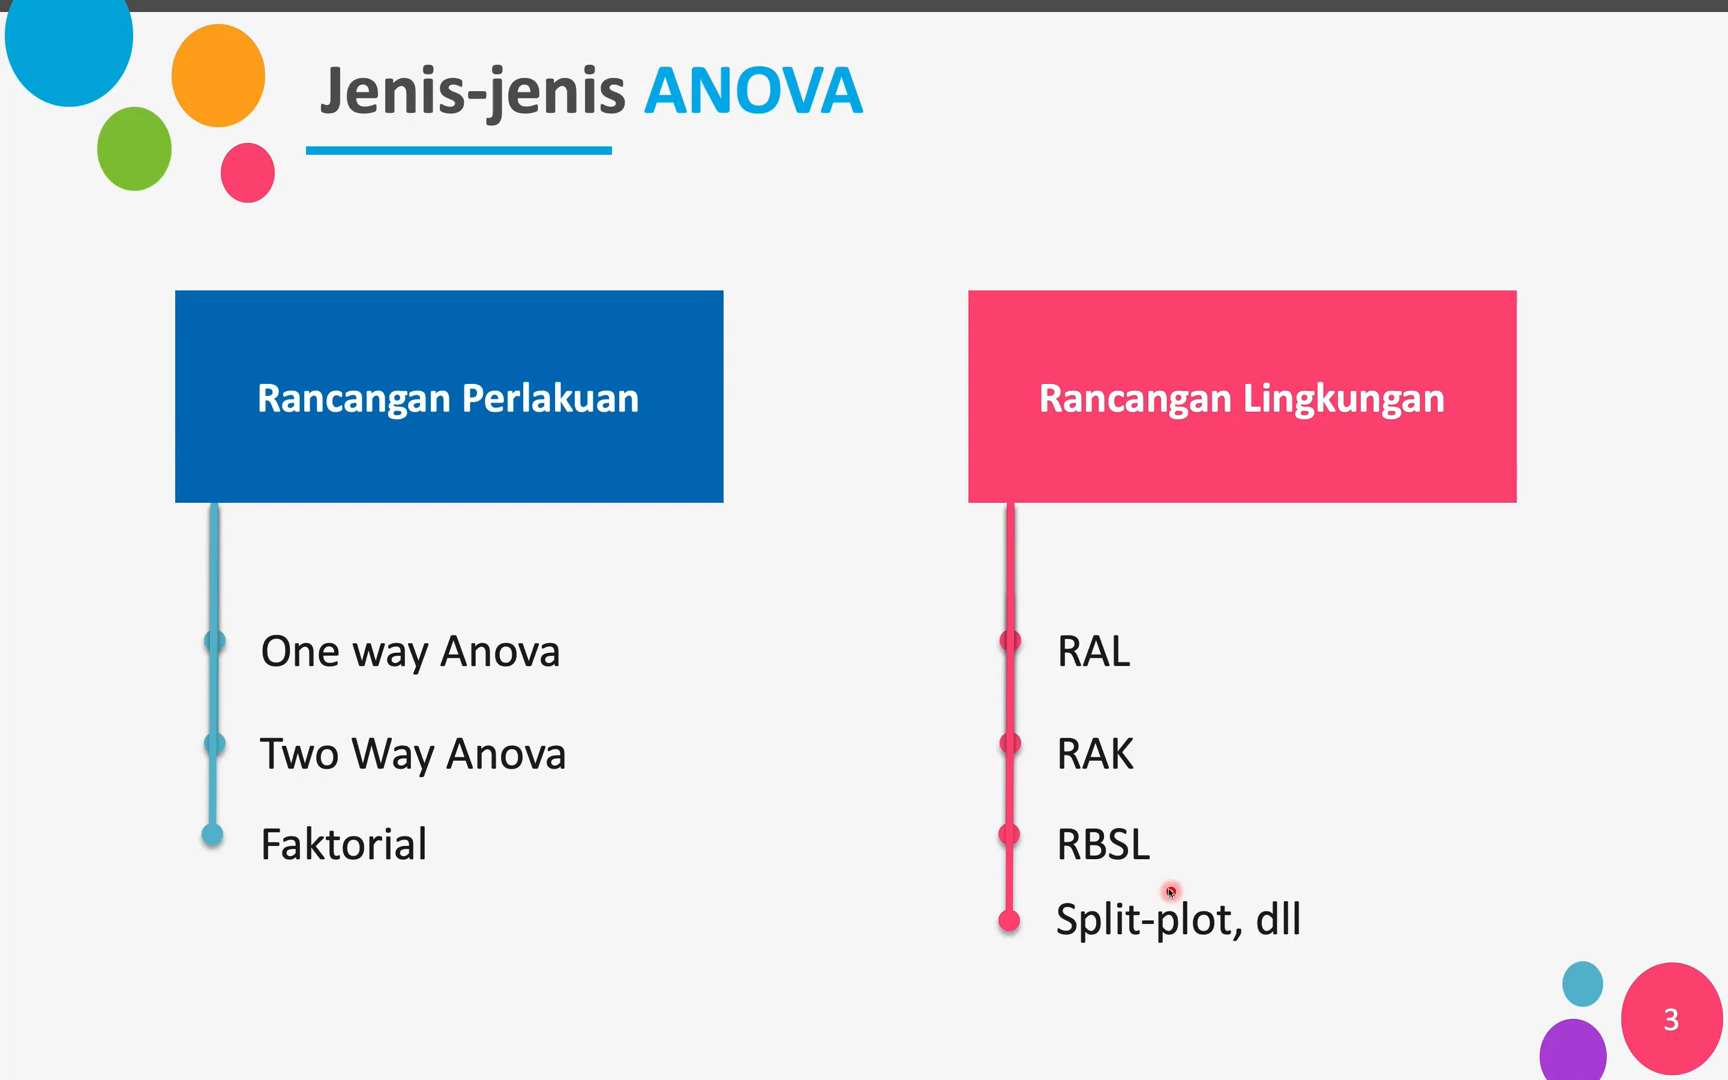 Jenis-jenis ANOVA
Rancangan Perlakuan
One way Anova
Two Way Anova
Faktorial
Rancangan Lingkungan
RAL
RAK
RBSL
Split-plot, dll
3